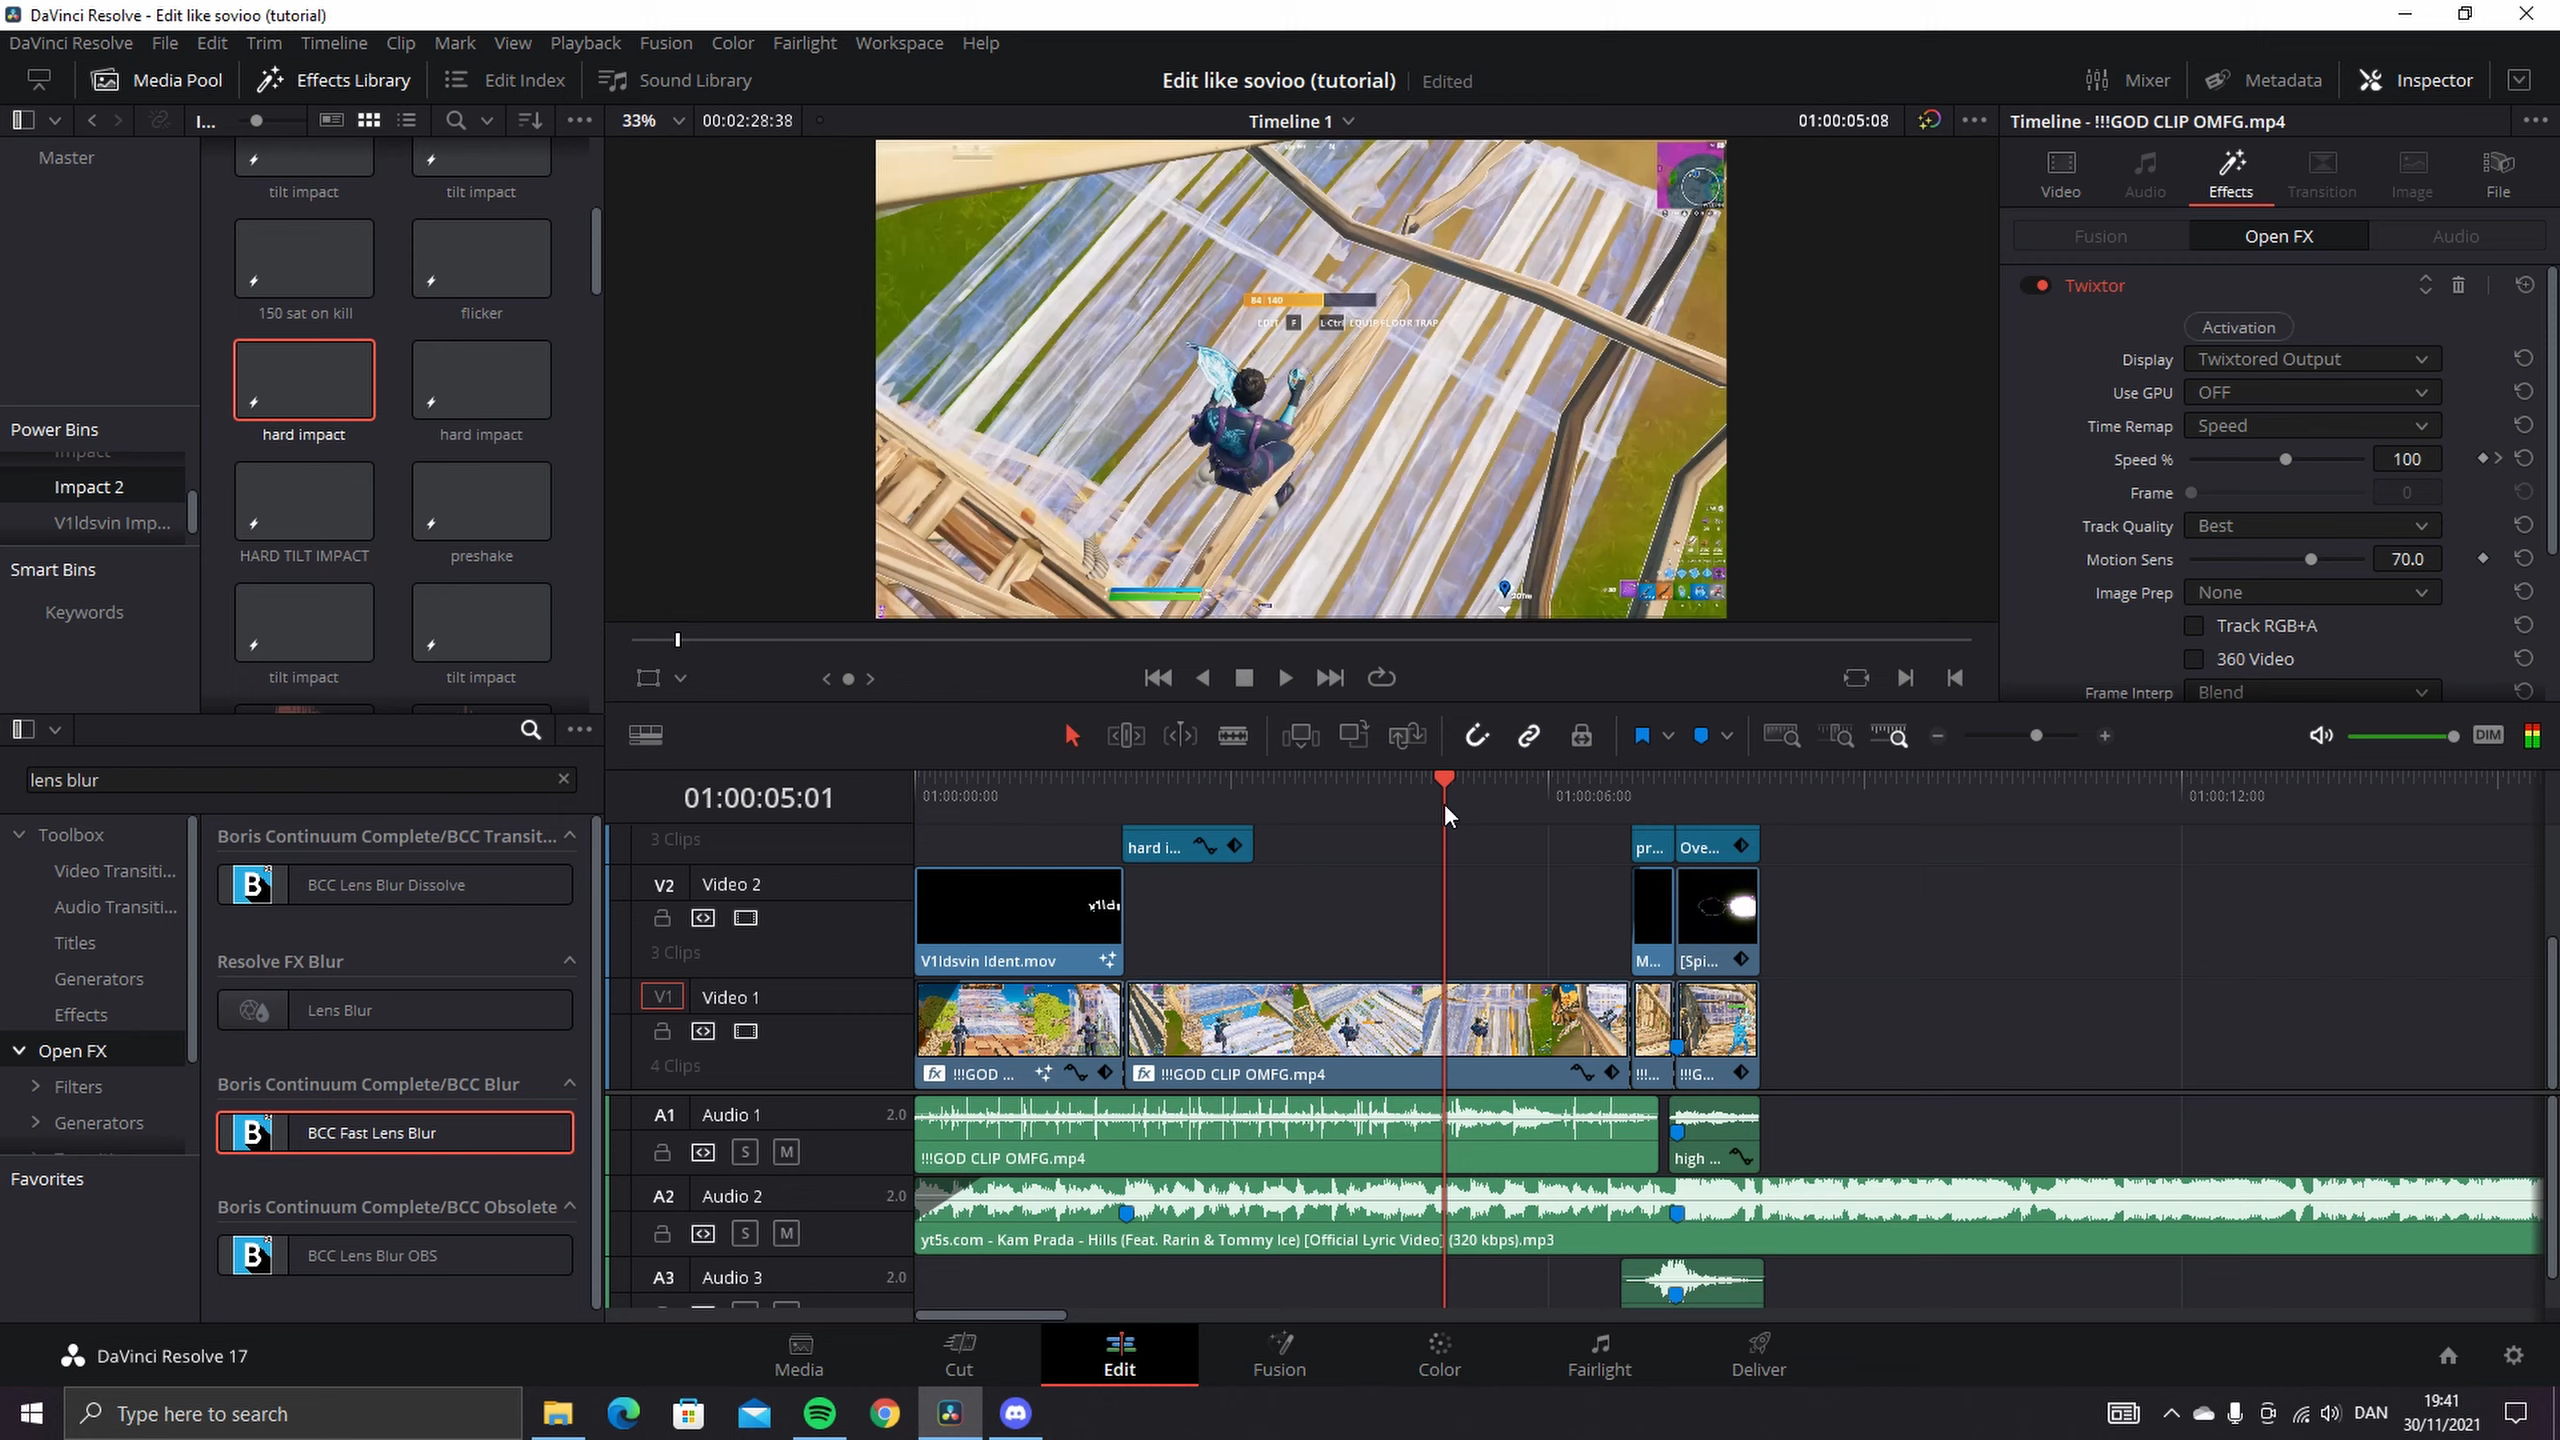 DaVinci Resolve - Edit like sovioo (tutorial)
DaVinci Resolve File Edit Trim Timeline Clip Mark View Playback Fusion Color Fairlight Workspace Help
Media Pool Effects Library Edit Index Sound Library Edit like sovioo (tutorial) Edited Mixer Metadata Inspector
I... 33% 00:02:28:38 Timeline 1 01:00:05:08 Timeline - !!!GOD CLIP OMFG.mp4
Master
tilt impact tilt impact
150 sat on kill flicker
hard impact hard impact
HARD TILT IMPACT preshake
tilt impact tilt impact
Power Bins
Impact
Impact 2
V1ldsvin Imp...
Smart Bins
Keywords
84 | 140
EDIT F L Ctrl EQUIP FLOOR TRAP
Video Audio Effects Transition Image File
Fusion Open FX Audio
Twixtor
Activation
Display Twixtored Output
Use GPU OFF
Time Remap Speed
Speed % 100
Frame 0
Track Quality Best
Motion Sens 70.0
Image Prep None
Track RGB+A
360 Video
Frame Interp Blend
DIM
lens blur
Toolbox
Video Transiti...
Audio Transiti...
Titles
Generators
Effects
Open FX
Filters
Generators
Favorites
Boris Continuum Complete/BCC Transit...
B BCC Lens Blur Dissolve
Resolve FX Blur
Lens Blur
Boris Continuum Complete/BCC Blur
B BCC Fast Lens Blur
Boris Continuum Complete/BCC Obsolete
B BCC Lens Blur OBS
01:00:05:01 01:00:00:00 01:00:06:00 01:00:12:00
3 Clips hard i... pr... Ove...
V2 Video 2
3 Clips V1ldsvin Ident.mov M... [Spi...
V1 Video 1
4 Clips fx !!!GOD ... fx !!!GOD CLIP OMFG.mp4 !!!... !!!G...
A1 Audio 1 2.0
S M
!!!GOD CLIP OMFG.mp4 high ...
A2 Audio 2 2.0
S M
yt5s.com - Kam Prada - Hills (Feat. Rarin & Tommy Ice) [Official Lyric Video] (320 kbps).mp3
A3 Audio 3 2.0
DaVinci Resolve 17 Media Cut Edit Fusion Color Fairlight Deliver
Type here to search DAN 19:41
30/11/2021